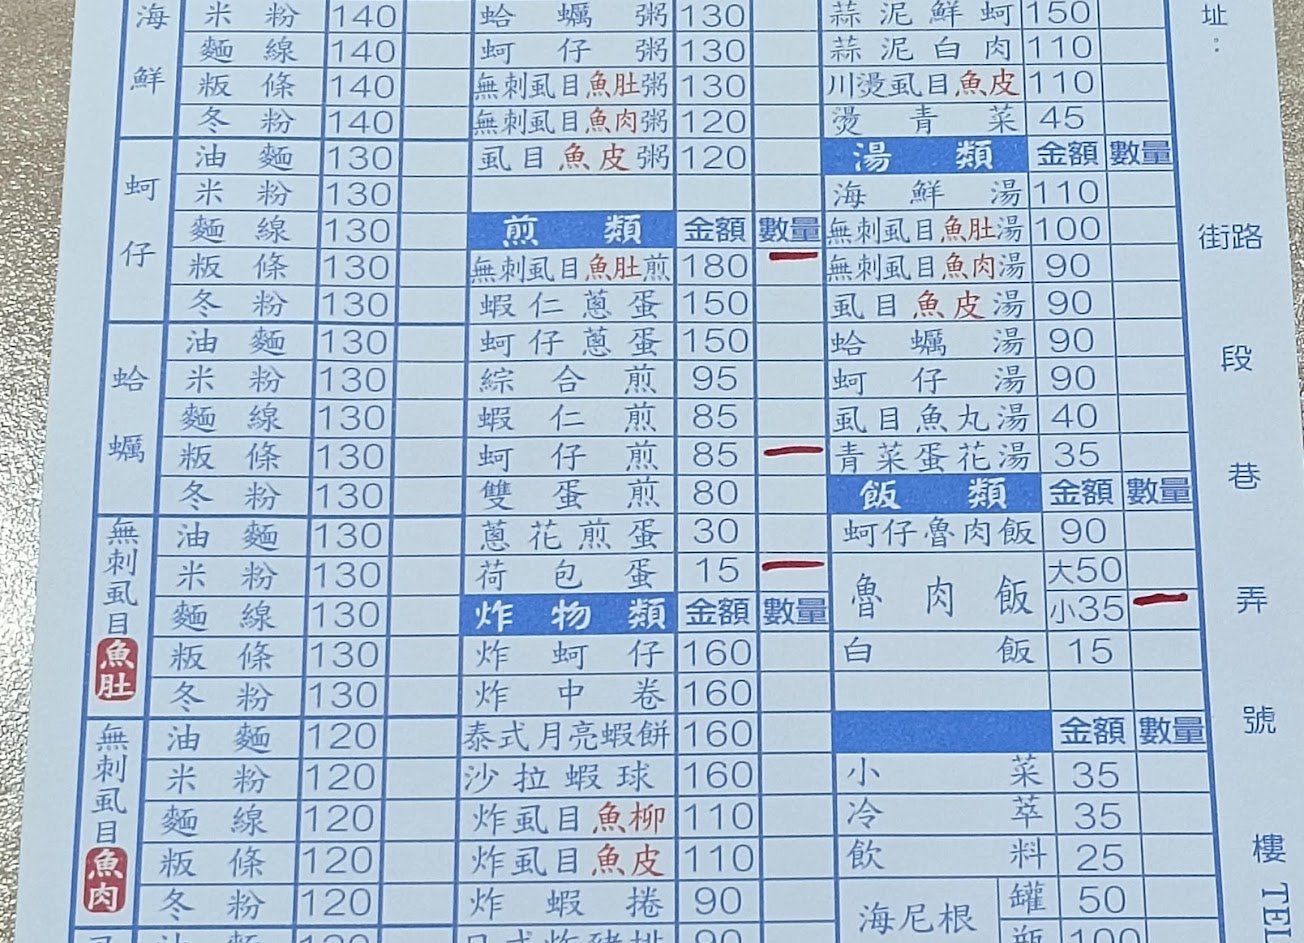 海鮮
米粉 140
麵線 140
粄條 140
冬粉 140
蚵仔
油麵 130
米粉 130
麵線 130
粄條 130
冬粉 130
蛤蠣
油麵 130
米粉 130
麵線 130
粄條 130
冬粉 130
無刺虱目魚肚
油麵 130
米粉 130
麵線 130
粄條 130
冬粉 130
無刺虱目魚肉
油麵 120
米粉 120
麵線 120
粄條 120
冬粉 120
蛤蠣粥 130
蚵仔粥 130
無刺虱目魚肚粥 130
無刺虱目魚肉粥 120
虱目魚皮粥 120
煎類 金額 數量
無刺虱目魚肚煎 180
蝦仁蔥蛋 150
蚵仔蔥蛋 150
綜合煎 95
蝦仁煎 85
蚵仔煎 85
雙蛋煎 80
蔥花煎蛋 30
荷包蛋 15
炸物類 金額 數量
炸蚵仔 160
炸中卷 160
泰式月亮蝦餅 160
沙拉蝦球 160
炸虱目魚柳 110
炸虱目魚皮 110
炸蝦捲 90
日式炸豬排 90
蒜泥鮮蚵 150
蒜泥白肉 110
川燙虱目魚皮 110
燙青菜 45
湯類 金額 數量
海鮮湯 110
無刺虱目魚肚湯 100
無刺虱目魚肉湯 90
虱目魚皮湯 90
蛤蠣湯 90
蚵仔湯 90
虱目魚丸湯 40
青菜蛋花湯 35
飯類 金額 數量
蚵仔魯肉飯 90
魯肉飯 大50
小35
白飯 15
金額 數量
小菜 35
冷萃 35
飲料 25
海尼根 罐 50
瓶 100
址：
街路
段
巷
弄
號
樓
TEL